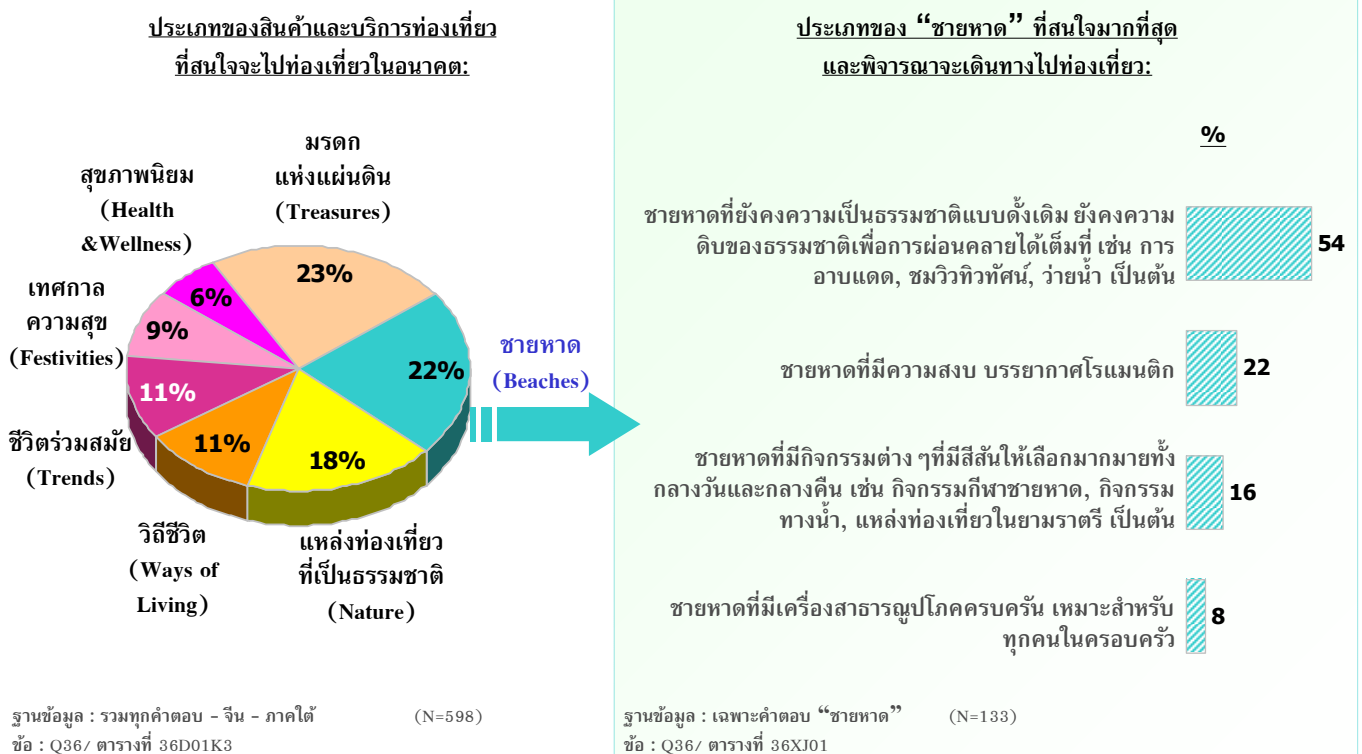 ประเภทของสินค้าและบริการท่องเที่ยว
ที่สนใจจะไปท่องเที่ยวในอนาคต:
มรดก
แห่งแผ่นดิน
(Treasures)
สุขภาพนิยม
(Health
&Wellness)
เทศกาล
ความสุข
(Festivities)
ชีวิตร่วมสมัย
(Trends)
วิถีชีวิต
(Ways of
Living)
แหล่งท่องเที่ยว
ที่เป็นธรรมชาติ
(Nature)
ชายหาด
(Beaches)
23%
22%
18%
11%
11%
9%
6%
ฐานข้อมูล : รวมทุกคำตอบ - จีน - ภาคใต้ (N=598)
ข้อ : Q36/ ตารางที่ 36D01K3
ประเภทของ “ชายหาด” ที่สนใจมากที่สุด
และพิจารณาจะเดินทางไปท่องเที่ยว:
%
ชายหาดที่ยังคงความเป็นธรรมชาติแบบดั้งเดิม ยังคงความ
ดิบของธรรมชาติเพื่อการผ่อนคลายได้เต็มที่ เช่น การ
อาบแดด, ชมวิวทิวทัศน์, ว่ายน้ำ เป็นต้น
54
ชายหาดที่มีความสงบ บรรยากาศโรแมนติก
22
ชายหาดที่มีกิจกรรมต่าง ๆที่มีสีสันให้เลือกมากมายทั้ง
กลางวันและกลางคืน เช่น กิจกรรมกีฬาชายหาด, กิจกรรม
ทางน้ำ, แหล่งท่องเที่ยวในยามราตรี เป็นต้น
16
ชายหาดที่มีเครื่องสาธารณูปโภคครบครัน เหมาะสำหรับ
ทุกคนในครอบครัว
8
ฐานข้อมูล : เฉพาะคำตอบ “ชายหาด” (N=133)
ข้อ : Q36/ ตารางที่ 36XJ01